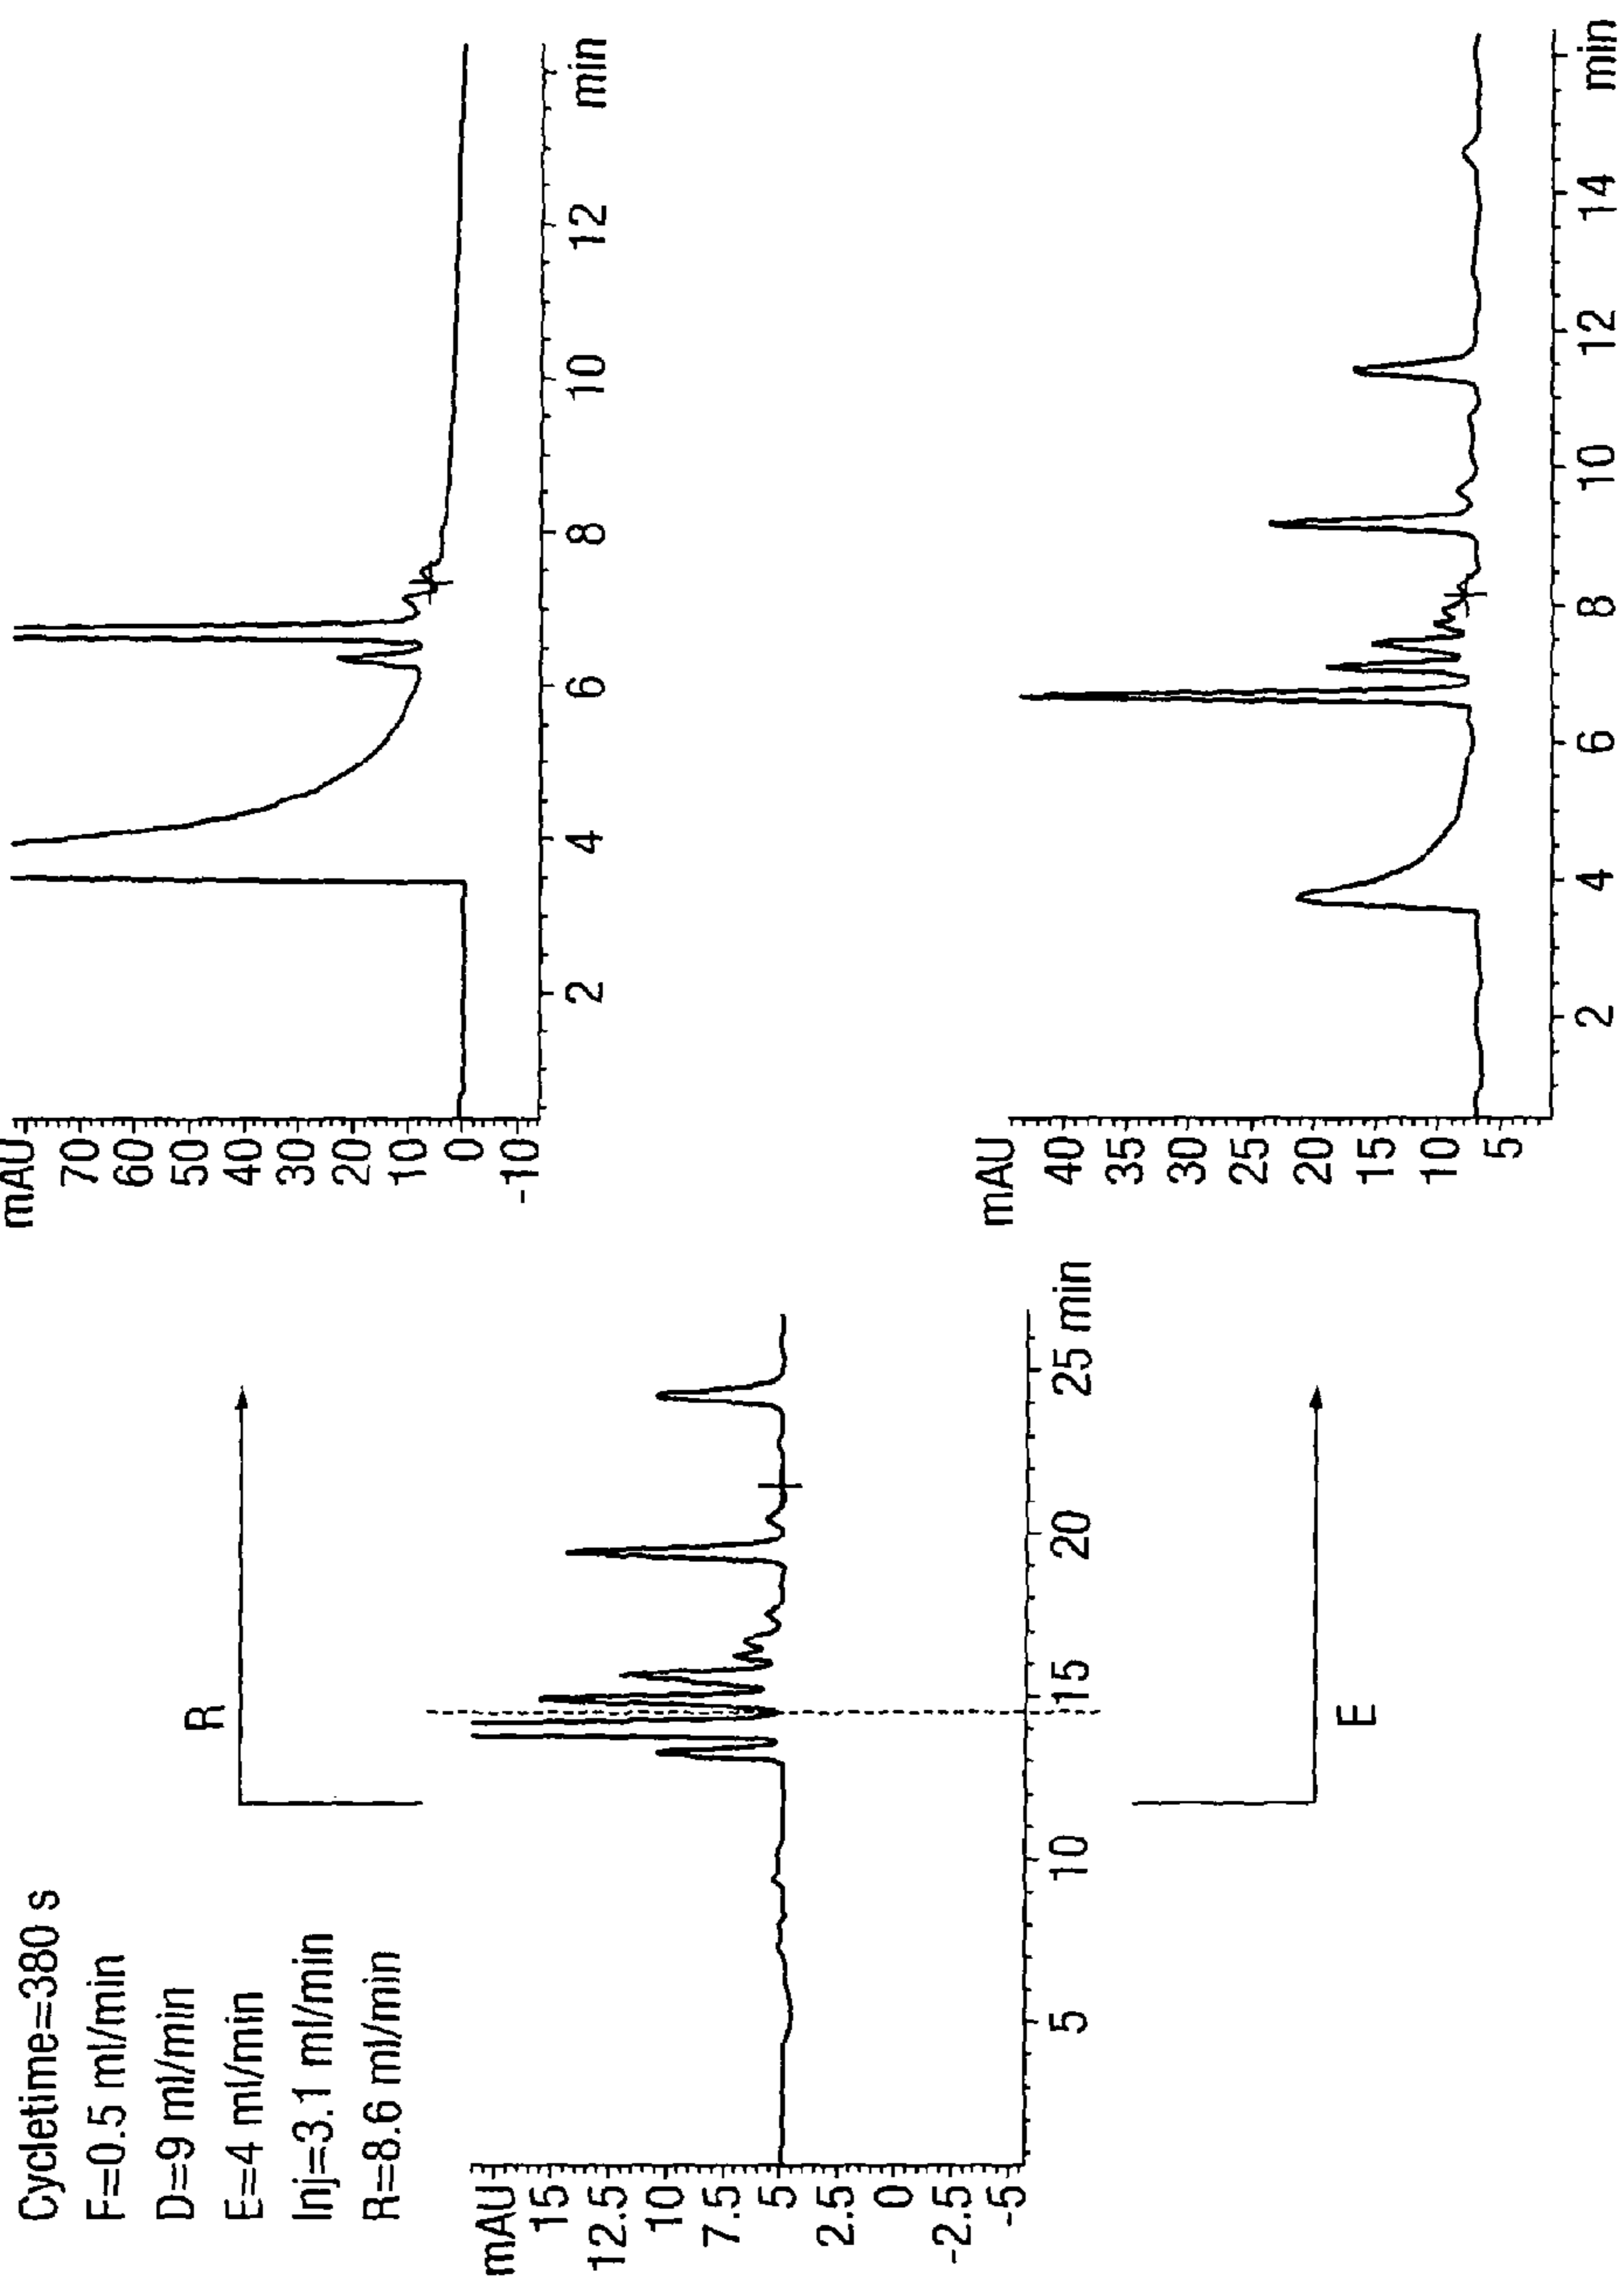 Cycletime=380 s
F=0.5 ml/min
D=9 ml/min
E=4 ml/min
Inj=3.1 ml/min
R=8.6 ml/min
R
mAU
15
12.5
10
7.5
5
2.5
0
-2.5
-5
5 10 15 20 25 min
E
mAU
70
60
50
40
30
20
10
0
-10
2 4 6 8 10 12 min
mAU
40
35
30
25
20
15
10
5
2 4 6 8 10 12 14 min